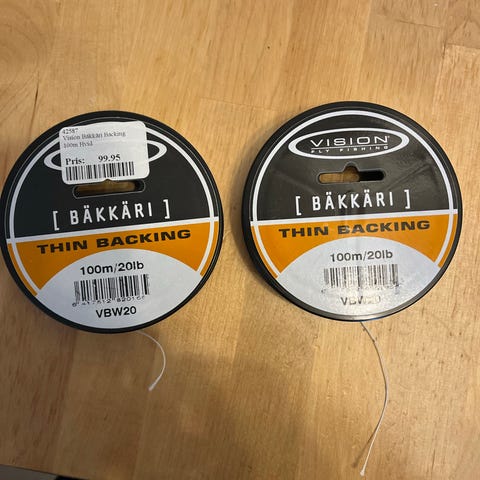 42587
Vision Bäkkäri Backing
100m Hvid
Pris: 99.95
[ BÄKKÄRI ]
THIN BACKING
100m/20lb
VBW20
VISION
FLY FISHING
[ BÄKKÄRI ]
THIN BACKING
100m/20lb
VBW20